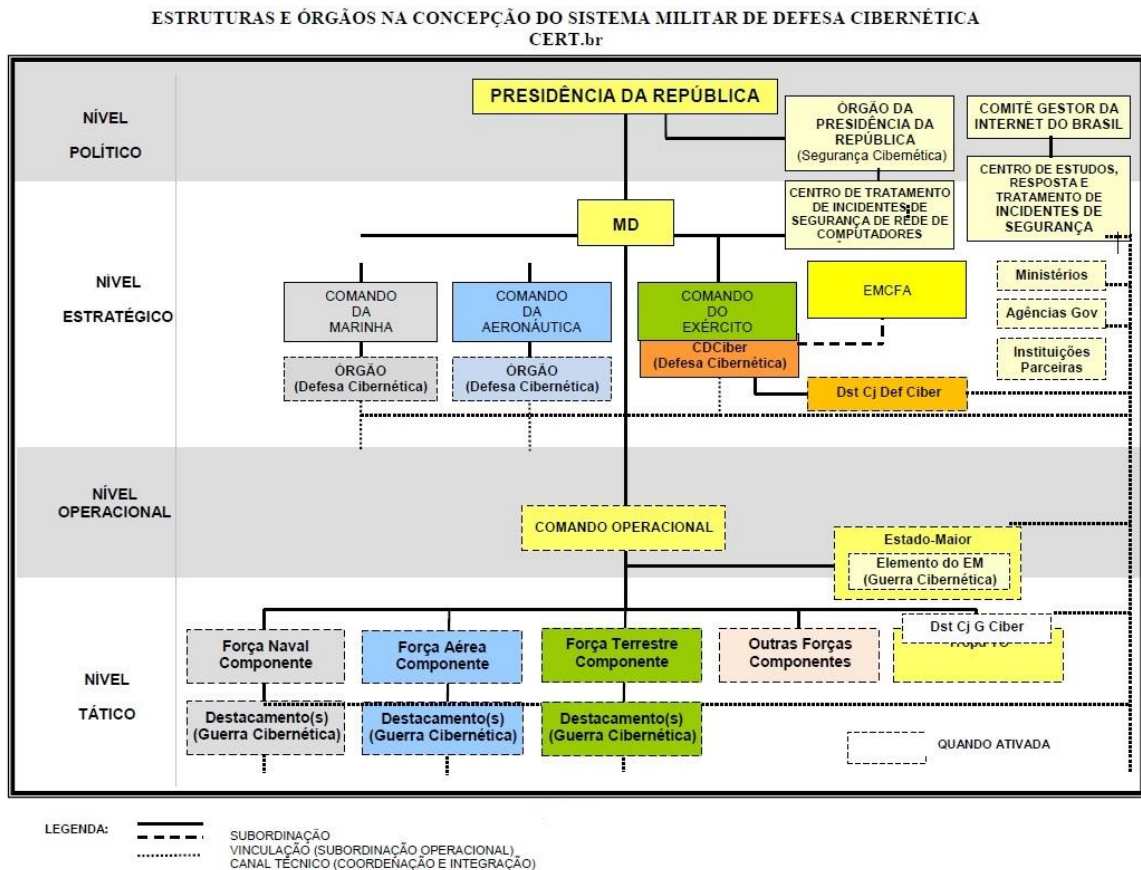 ESTRUTURAS E ÓRGÃOS NA CONCEPÇÃO DO SISTEMA MILITAR DE DEFESA CIBERNÉTICA
CERT.br
NÍVEL
POLÍTICO
PRESIDÊNCIA DA REPÚBLICA
ÓRGÃO DA
PRESIDÊNCIA DA
REPÚBLICA
(Segurança Cibernética)
COMITÊ GESTOR DA
INTERNET DO BRASIL
CENTRO DE ESTUDOS,
RESPOSTA E
TRATAMENTO DE
INCIDENTES DE
SEGURANÇA
CENTRO DE TRATAMENTO
DE INCIDENTES DE
SEGURANÇA DE REDE DE
COMPUTADORES
NÍVEL
ESTRATÉGICO
MD
COMANDO
DA
MARINHA
ÓRGÃO
(Defesa Cibernética)
COMANDO
DA
AERONÁUTICA
ÓRGÃO
(Defesa Cibernética)
COMANDO
DO
EXÉRCITO
CDCiber
(Defesa Cibernética)
EMCFA
Dst Cj Def Ciber
Ministérios
Agências Gov
Instituições
Parceiras
NÍVEL
OPERACIONAL
COMANDO OPERACIONAL
Estado-Maior
Elemento do EM
(Guerra Cibernética)
NÍVEL
TÁTICO
Força Naval
Componente
Força Aérea
Componente
Força Terrestre
Componente
Outras Forças
Componentes
Dst Cj G Ciber
Destacamento(s)
(Guerra Cibernética)
Destacamento(s)
(Guerra Cibernética)
Destacamento(s)
(Guerra Cibernética)
QUANDO ATIVADA
LEGENDA:
SUBORDINAÇÃO
VINCULAÇÃO (SUBORDINAÇÃO OPERACIONAL)
CANAL TÉCNICO (COORDENAÇÃO E INTEGRAÇÃO)